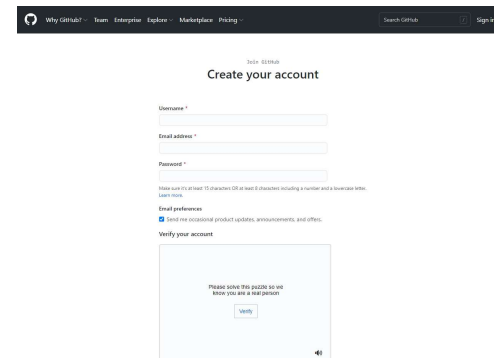 Why GitHub? Team Enterprise Explore Marketplace Pricing Search GitHub / Sign in
Join GitHub
Create your account
Username *
Email address *
Password *
Make sure it's at least 15 characters OR at least 8 characters including a number and a lowercase letter.
Learn more.
Email preferences
Send me occasional product updates, announcements, and offers.
Verify your account
Please solve this puzzle so we
know you are a real person
Verify